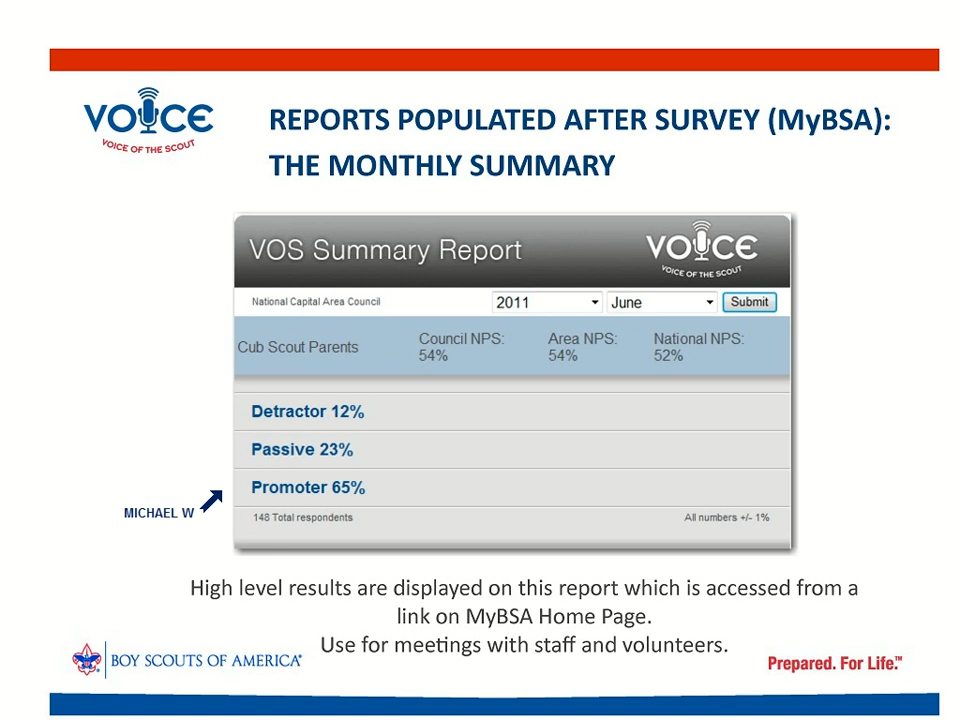 VOICE
VOICE OF THE SCOUT
REPORTS POPULATED AFTER SURVEY (MyBSA):
THE MONTHLY SUMMARY
VOS Summary Report
VOICE
VOICE OF THE SCOUT
National Capital Area Council
2011
June
Submit
Cub Scout Parents
Council NPS:
54%
Area NPS:
54%
National NPS:
52%
Detractor 12%
Passive 23%
Promoter 65%
MICHAEL W
148 Total respondents
All numbers +/- 1%
High level results are displayed on this report which is accessed from a
link on MyBSA Home Page.
Use for meetings with staff and volunteers.
BOY SCOUTS OF AMERICA®
Prepared. For Life.™